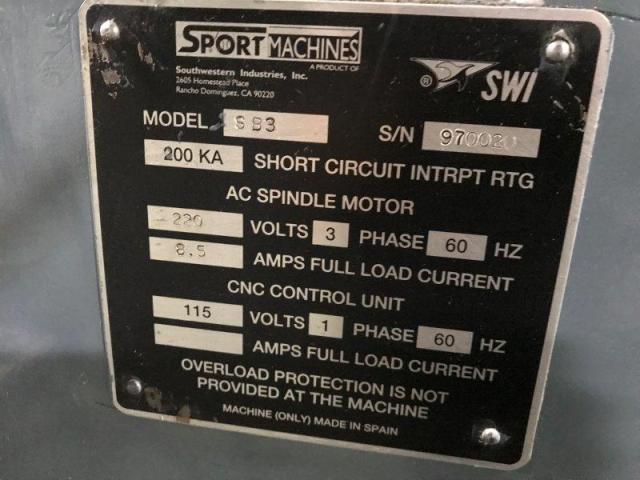 SPORT MACHINES
A PRODUCT OF
Southwestern Industries, Inc.
2605 Homestead Place
Rancho Dominguez, CA 90220
® SWI
MODEL SB3 S/N 970020
200 KA SHORT CIRCUIT INTRPT RTG
AC SPINDLE MOTOR
220 VOLTS 3 PHASE 60 HZ
8.5 AMPS FULL LOAD CURRENT
CNC CONTROL UNIT
115 VOLTS 1 PHASE 60 HZ
AMPS FULL LOAD CURRENT
OVERLOAD PROTECTION IS NOT
PROVIDED AT THE MACHINE
MACHINE (ONLY) MADE IN SPAIN